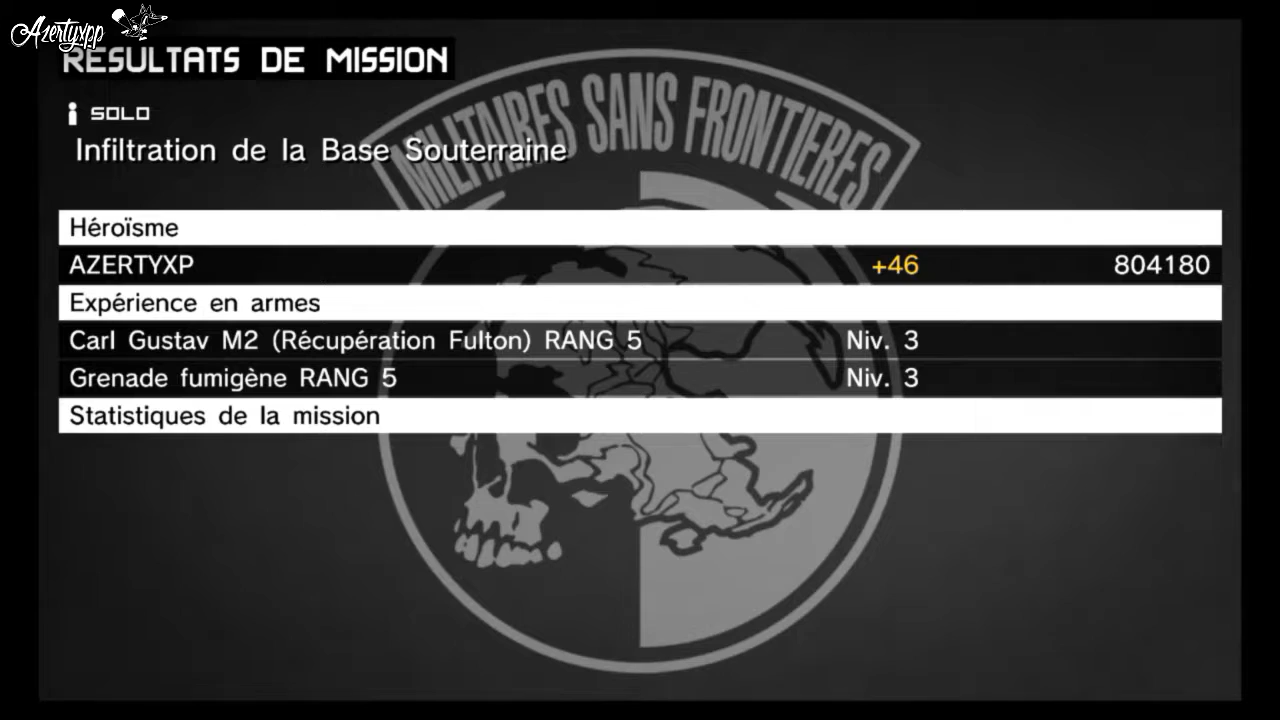 Azertyxpp
RESULTATS DE MISSION
SOLO
Infiltration de la Base Souterraine
MILITAIRES SANS FRONTIERES
Héroïsme
AZERTYXP +46 804180
Expérience en armes
Carl Gustav M2 (Récupération Fulton) RANG 5 Niv. 3
Grenade fumigène RANG 5 Niv. 3
Statistiques de la mission